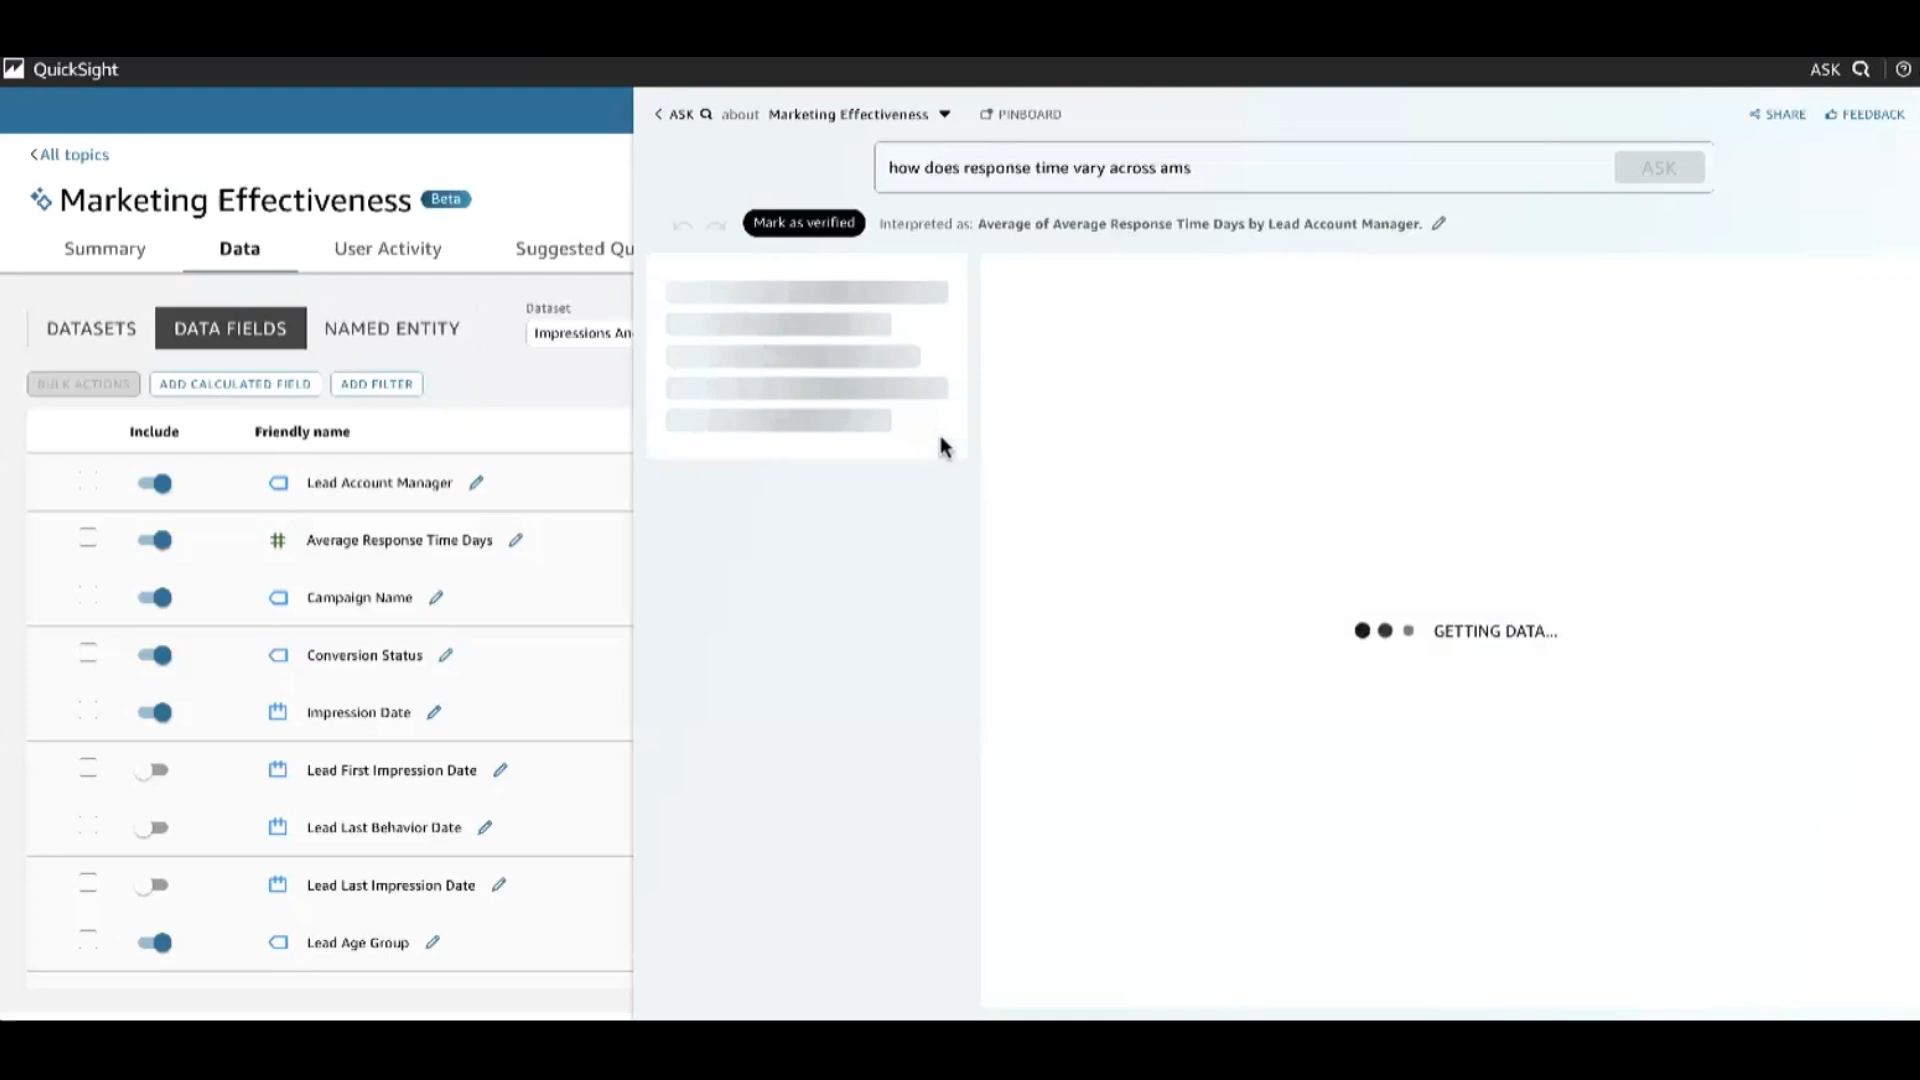 QuickSight
ASK
< ASK about Marketing Effectiveness
PINBOARD
SHARE
FEEDBACK
<All topics
how does response time vary across ams
ASK
Marketing Effectiveness Beta
Mark as verified
Interpreted as: Average of Average Response Time Days by Lead Account Manager.
Summary
Data
User Activity
Suggested Qu
DATASETS
DATA FIELDS
NAMED ENTITY
Dataset
Impressions An
BULK ACTIONS
ADD CALCULATED FIELD
ADD FILTER
Include
Friendly name
Lead Account Manager
# Average Response Time Days
Campaign Name
Conversion Status
Impression Date
Lead First Impression Date
Lead Last Behavior Date
Lead Last Impression Date
Lead Age Group
GETTING DATA...